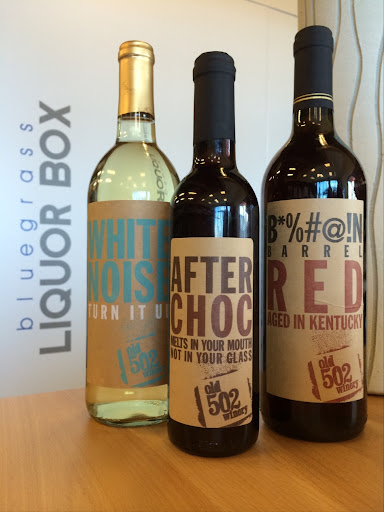 bluegrass
LIQUOR BOX
WHITE
NOISE
TURN IT U
old
502
winery
AFTER
CHOC
MELTS IN YOUR MOUTH
NOT IN YOUR GLASS
old
502
winery
B*%#@!N
BARREL
RED
AGED IN KENTUCKY
old
502
winery